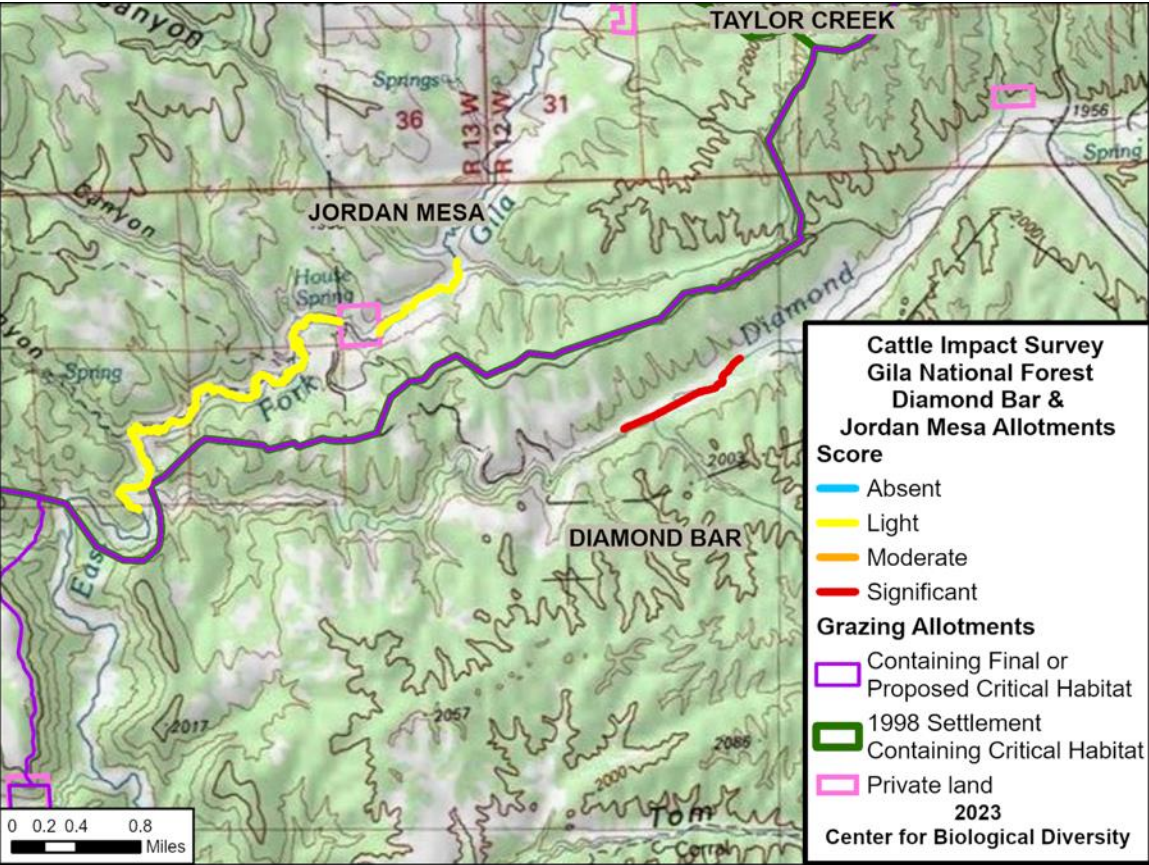 Canyon
TAYLOR CREEK
2000
Springs
36
R 13 W
R 12 W
31
1956
Spring
Canyon
JORDAN MESA
Gila
2000
House
Spring
Diamond
Spring
Fork
2003
DIAMOND BAR
2017
2057
2086
2000
Tom
Corral
Cattle Impact Survey
Gila National Forest
Diamond Bar &
Jordan Mesa Allotments
Score
Absent
Light
Moderate
Significant
Grazing Allotments
Containing Final or
Proposed Critical Habitat
1998 Settlement
Containing Critical Habitat
Private land
2023
Center for Biological Diversity
0 0.2 0.4 0.8
Miles